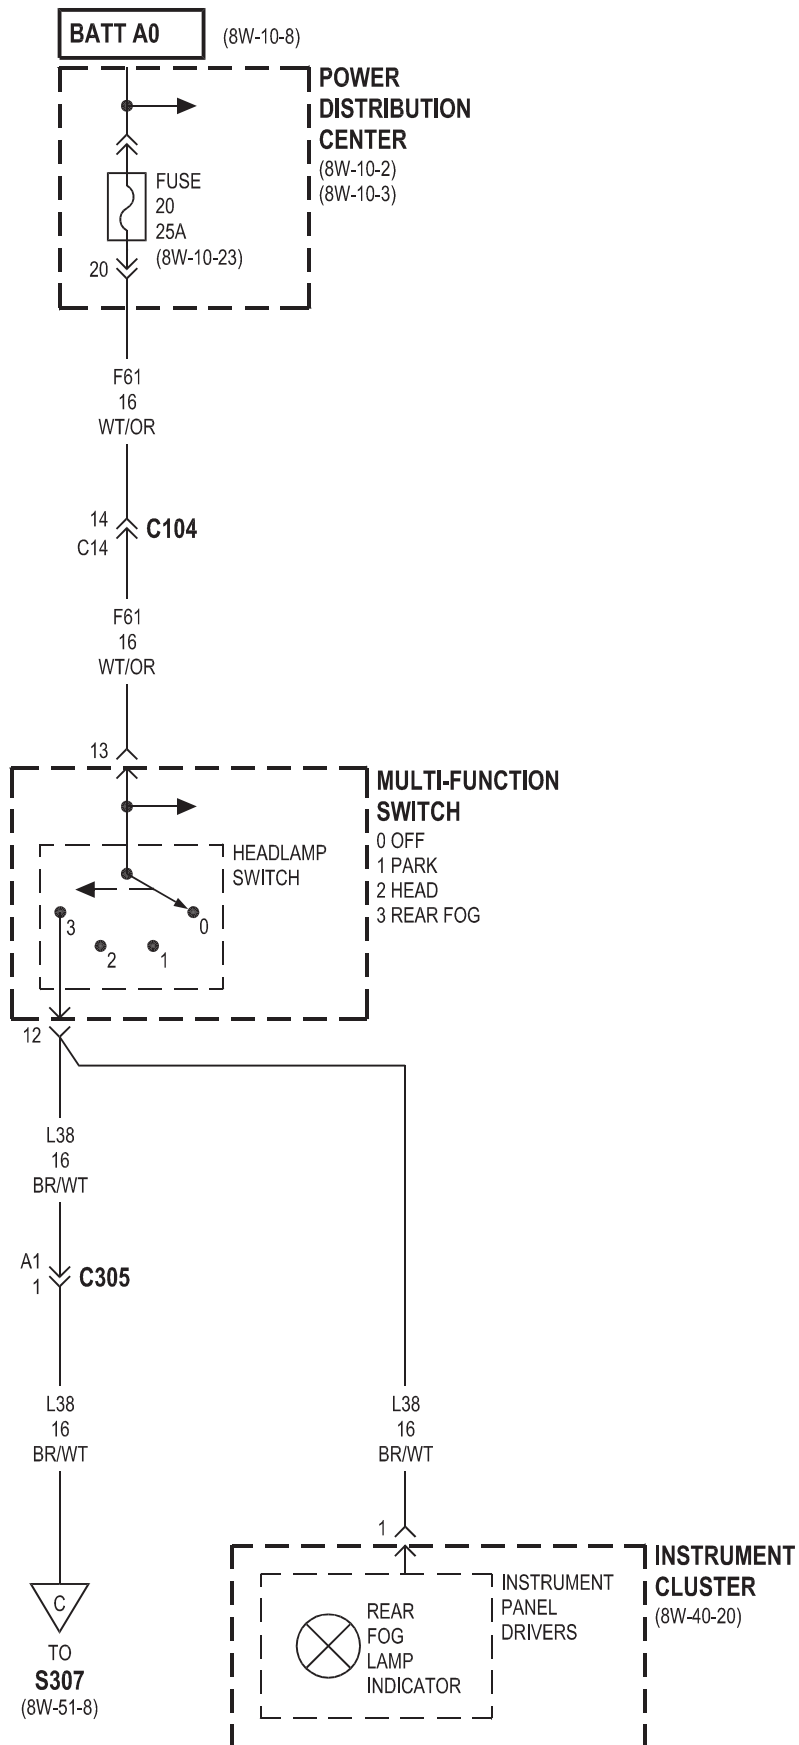 BATT A0
(8W-10-8)
POWER
DISTRIBUTION
CENTER
(8W-10-2)
(8W-10-3)
FUSE
20
25A
(8W-10-23)
20
F61
16
WT/OR
14
C104
C14
F61
16
WT/OR
13
MULTI-FUNCTION
SWITCH
0 OFF
1 PARK
2 HEAD
3 REAR FOG
HEADLAMP
SWITCH
3
0
2
1
12
L38
16
BR/WT
A1
C305
1
L38
16
BR/WT
L38
16
BR/WT
1
INSTRUMENT
CLUSTER
(8W-40-20)
INSTRUMENT
PANEL
DRIVERS
REAR
FOG
LAMP
INDICATOR
C
TO
S307
(8W-51-8)